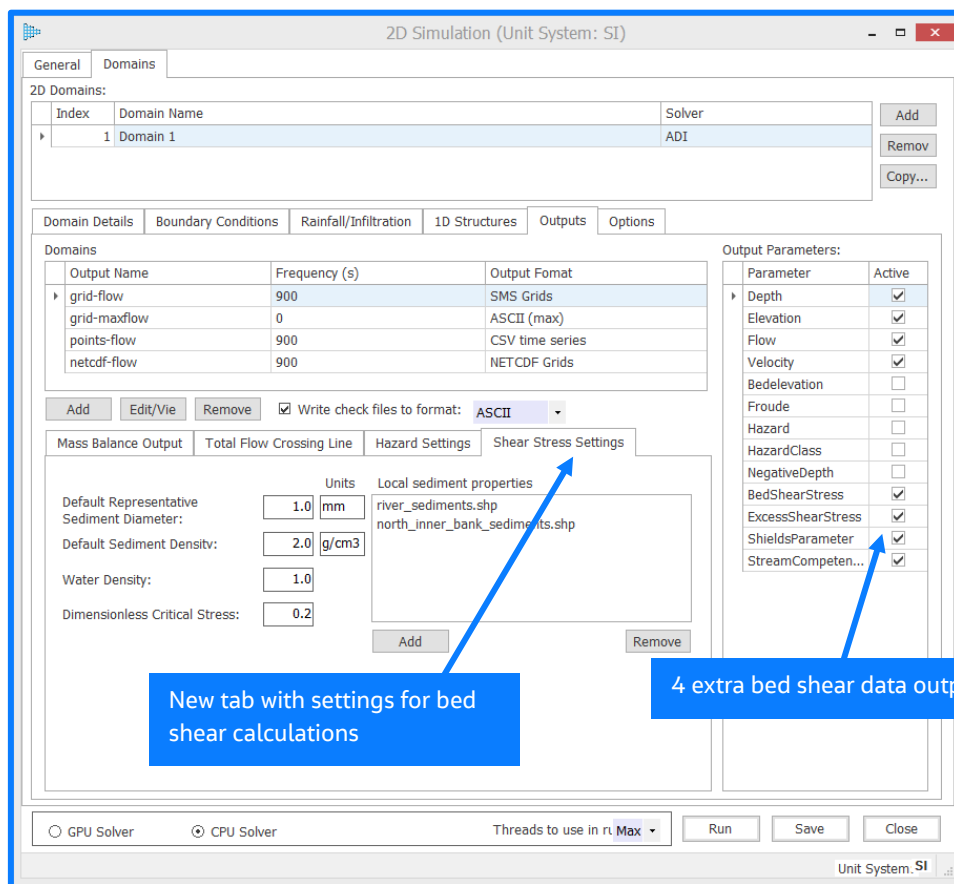 2D Simulation (Unit System: SI)
General Domains
2D Domains:
Index Domain Name Solver
1 Domain 1 ADI
Add
Remov
Copy...
Domain Details Boundary Conditions Rainfall/Infiltration 1D Structures Outputs Options
Domains
Output Name Frequency (s) Output Fomat
grid-flow 900 SMS Grids
grid-maxflow 0 ASCII (max)
points-flow 900 CSV time series
netcdf-flow 900 NETCDF Grids
Add Edit/Vie Remove Write check files to format: ASCII
Mass Balance Output Total Flow Crossing Line Hazard Settings Shear Stress Settings
Units Local sediment properties
Default Representative
Sediment Diameter: 1.0 mm
Default Sediment Density: 2.0 g/cm3
Water Density: 1.0
Dimensionless Critical Stress: 0.2
river_sediments.shp
north_inner_bank_sediments.shp
Add Remove
New tab with settings for bed
shear calculations
Output Parameters:
Parameter Active
Depth
Elevation
Flow
Velocity
Bedelevation
Froude
Hazard
HazardClass
NegativeDepth
BedShearStress
ExcessShearStress
ShieldsParameter
StreamCompeten...
4 extra bed shear data outp
GPU Solver CPU Solver Threads to use in ru Max Run Save Close
Unit System: SI